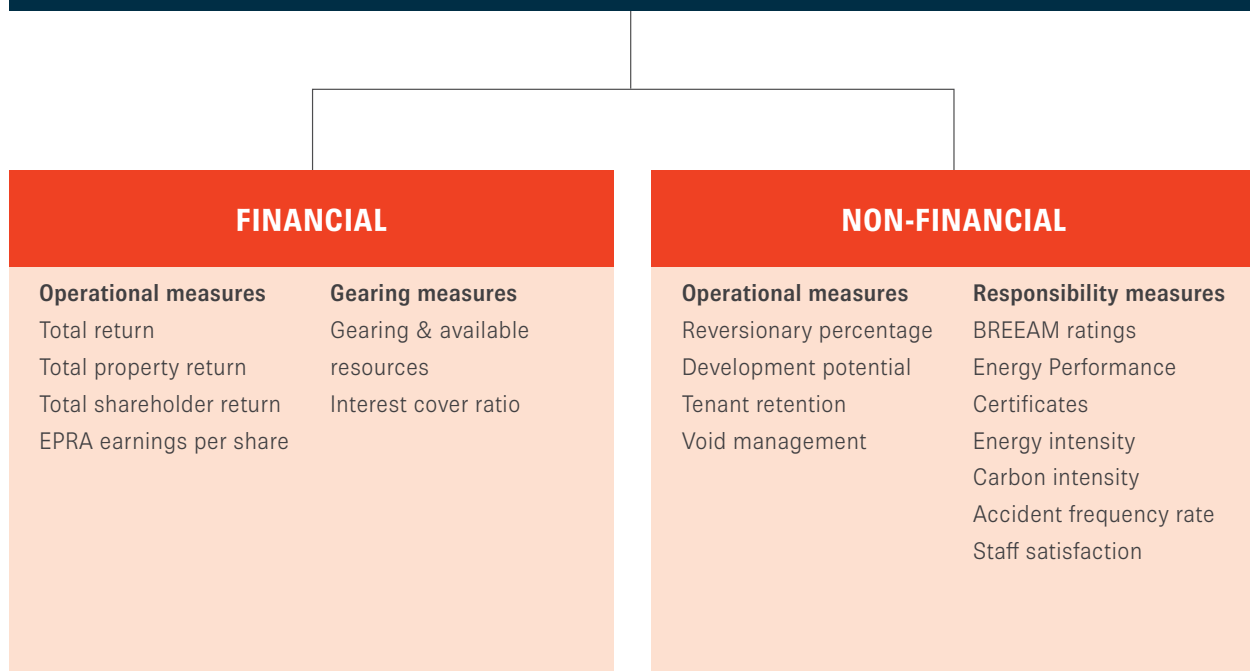 FINANCIAL
Operational measures
Total return
Total property return
Total shareholder return
EPRA earnings per share
Gearing measures
Gearing & available
resources
Interest cover ratio
NON-FINANCIAL
Operational measures
Reversionary percentage
Development potential
Tenant retention
Void management
Responsibility measures
BREEAM ratings
Energy Performance
Certificates
Energy intensity
Carbon intensity
Accident frequency rate
Staff satisfaction